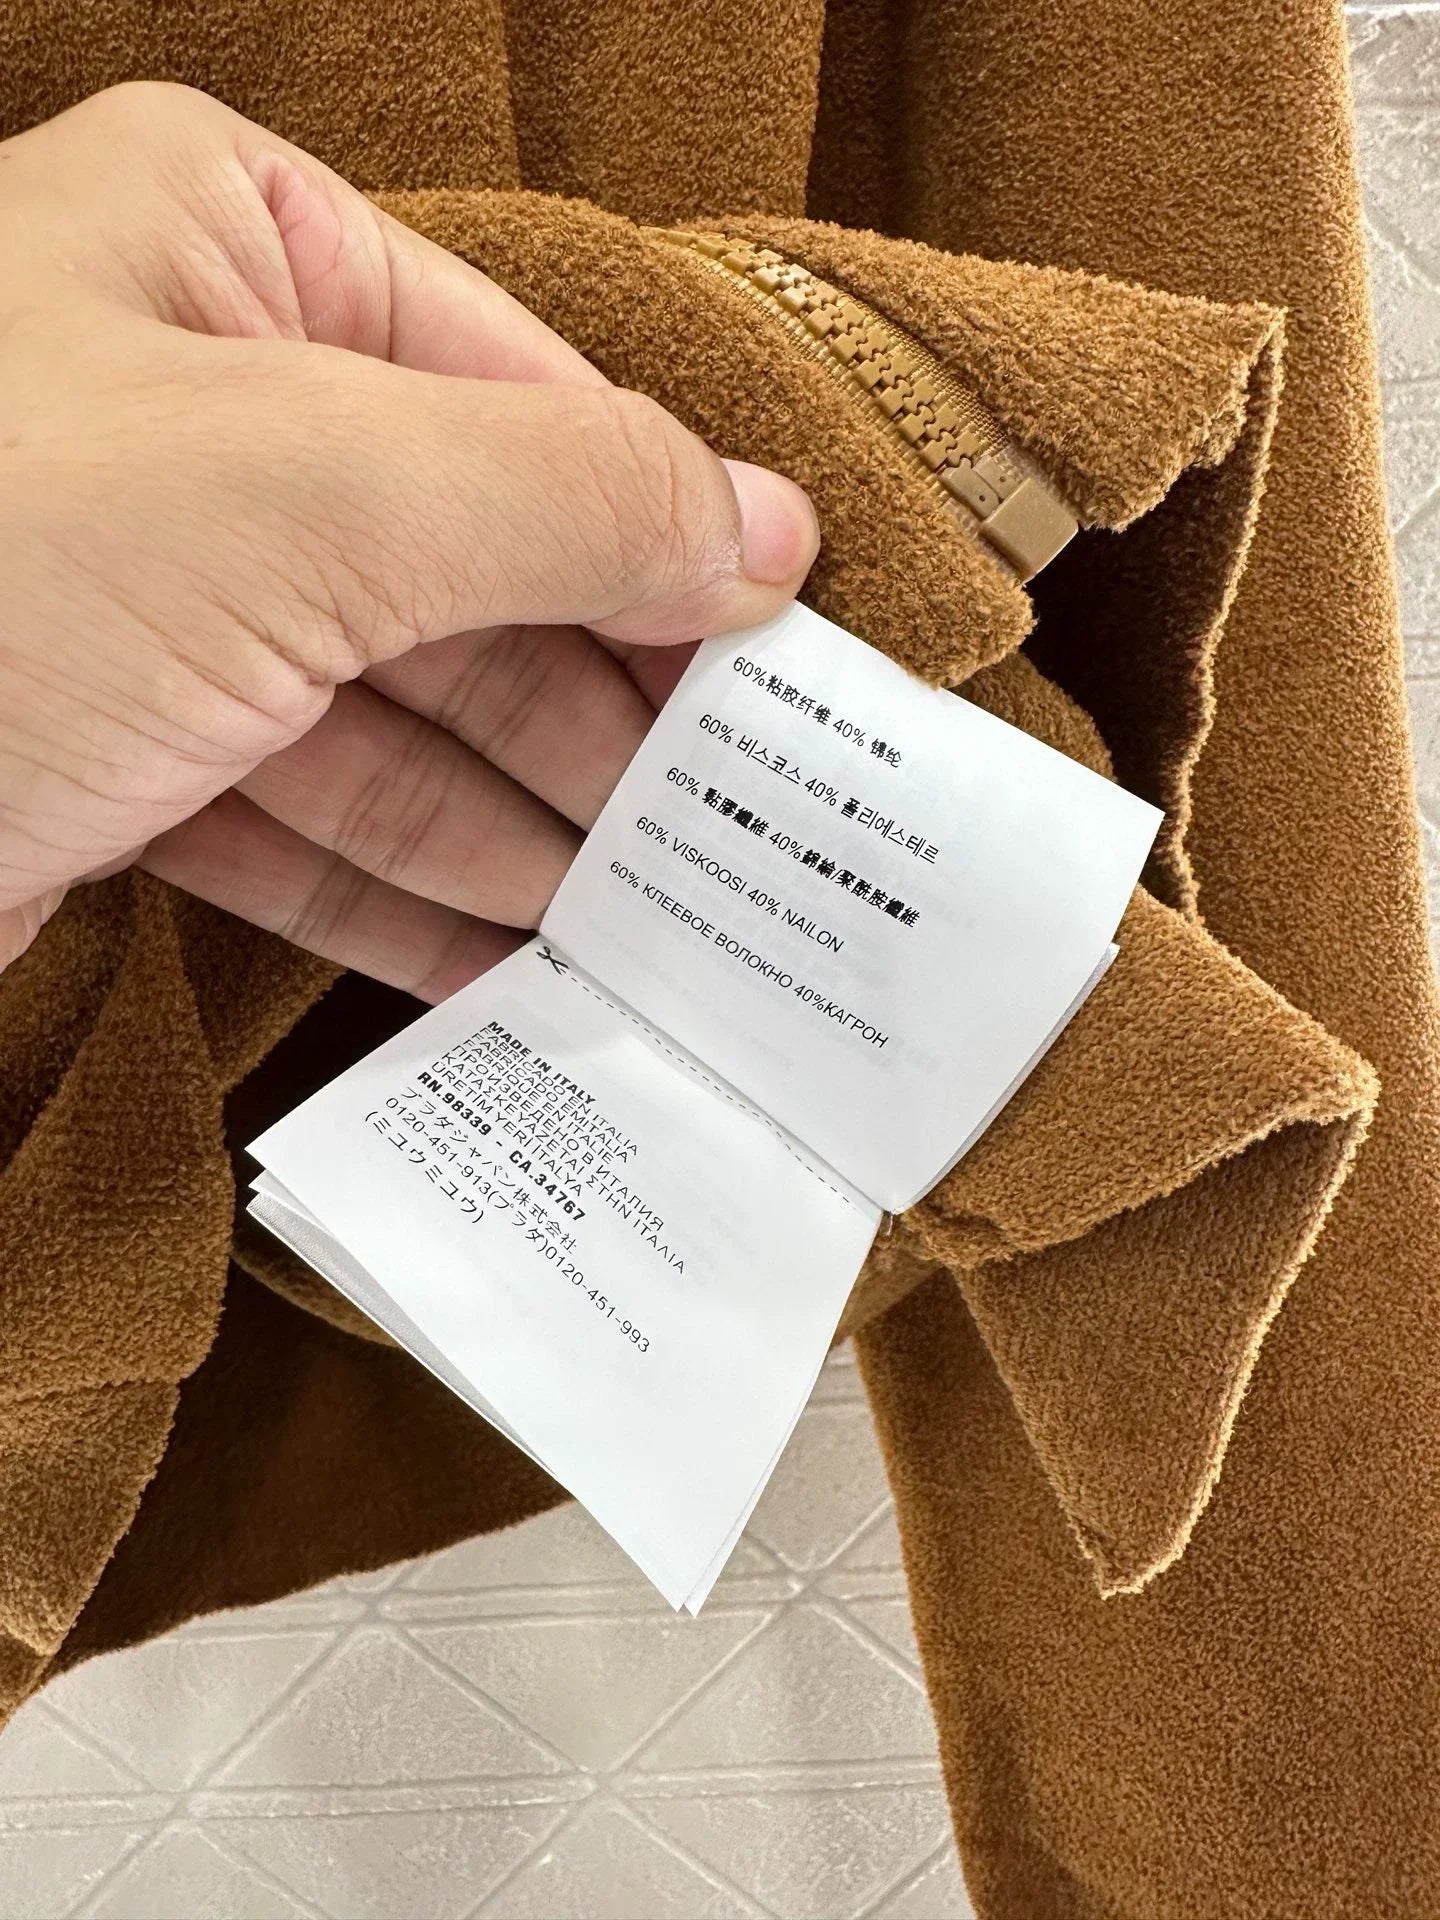 60%粘胶纤维 40% 锦纶
60% 비스코스 40% 폴리에스테르
60% 黏膠纖維 40%錦綸/聚酰胺纖維
60% VISKOOSI 40% NAILON
60% КЛЕЕВОЕ ВОЛОКНО 40%КАГРОН
MADE IN ITALY
FABRICADO EN ITALIA
FABRICADO EM ITALIA
FABRIQUE EN ITALIE
ПРОИЗВЕДЕНО В ИТАЛИЯ
ΚΑΤΑΣΚΕΥΑΖΕΤΑΙ ΣΤΗΝ ΙΤΑΛΙΑ
ÜRETİM YERİ İTALYA
RN.98339 - CA.34767
プラダジャパン株式会社
0120-451-913(プラダ)0120-451-993
(ミュウミュウ)